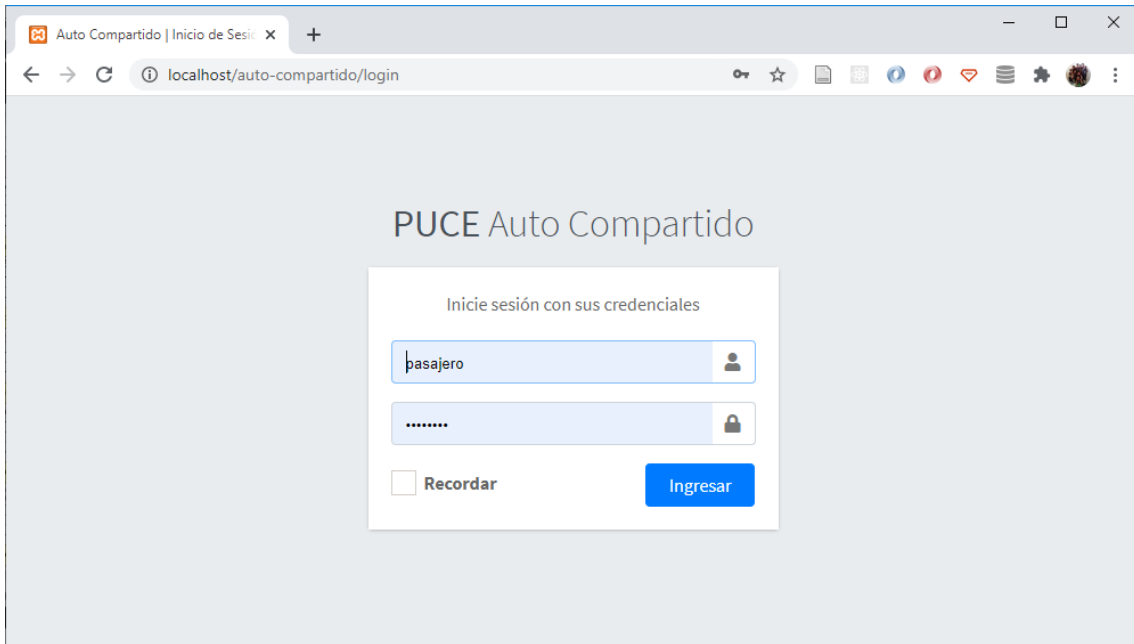 Auto Compartido | Inicio de Sesi
localhost/auto-compartido/login
PUCE Auto Compartido
Inicie sesión con sus credenciales
pasajero
••••••••
Recordar
Ingresar